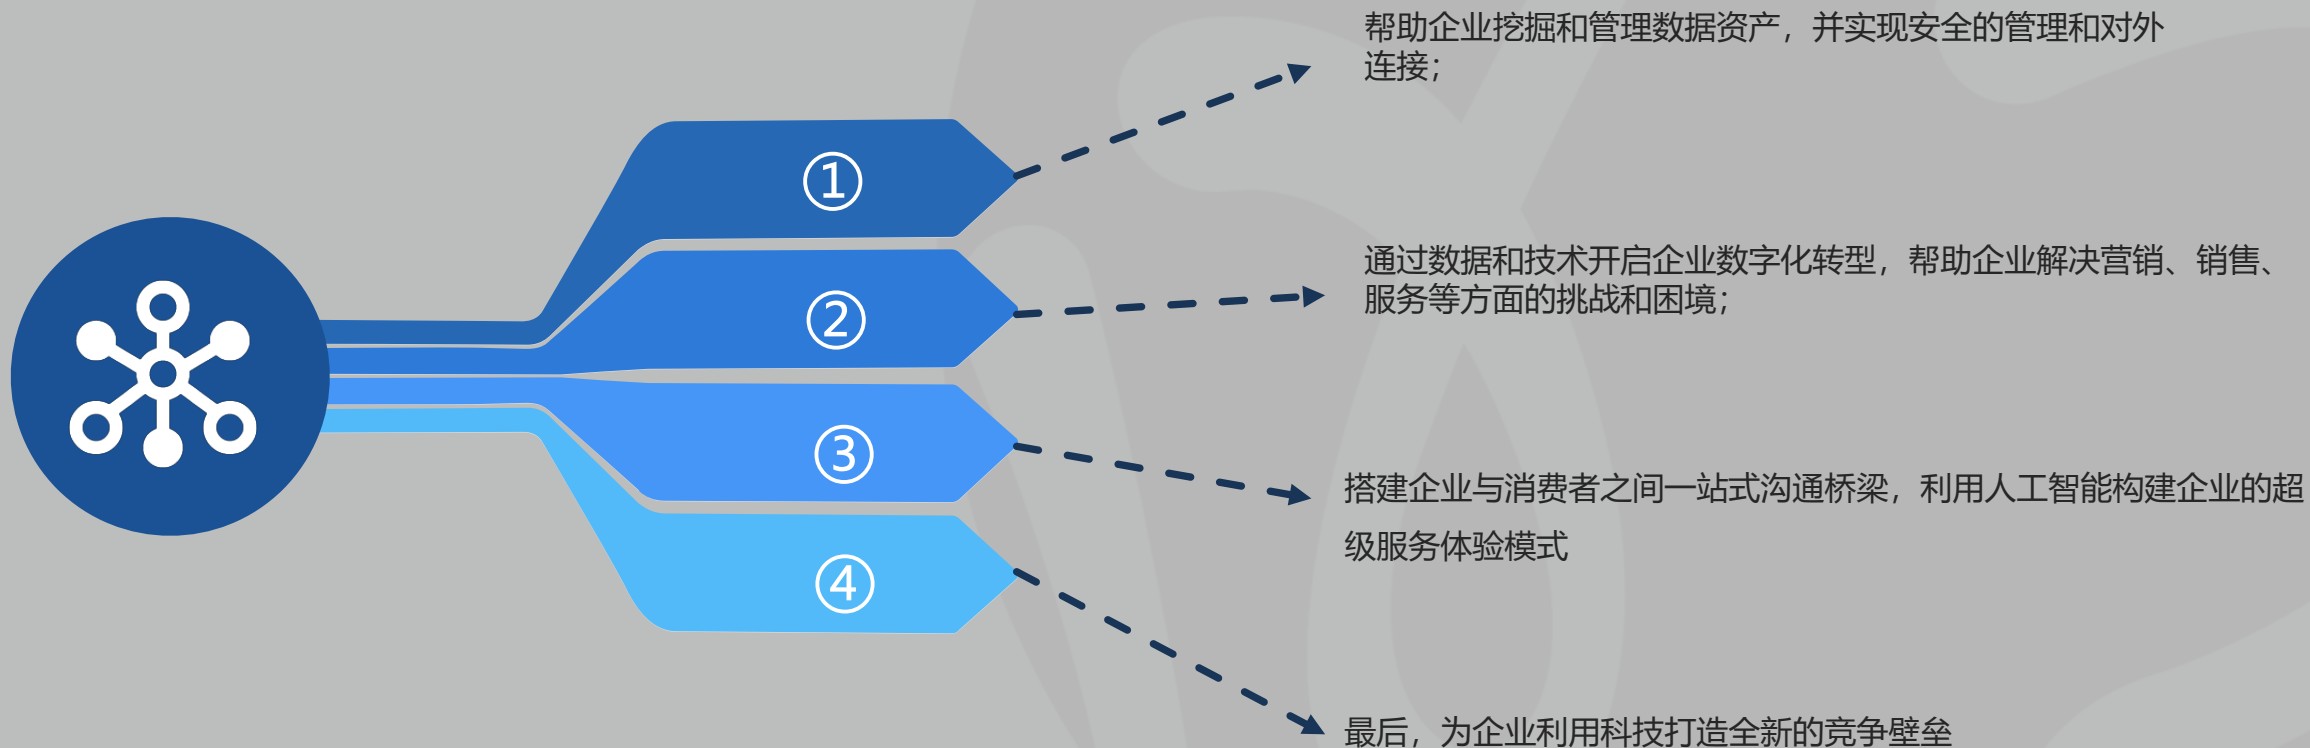 ①
帮助企业挖掘和管理数据资产，并实现安全的管理和对外
连接；
②
通过数据和技术开启企业数字化转型，帮助企业解决营销、销售、
服务等方面的挑战和困境；
③
搭建企业与消费者之间一站式沟通桥梁，利用人工智能构建企业的超
级服务体验模式
④
最后，为企业利用科技打造全新的竞争壁垒